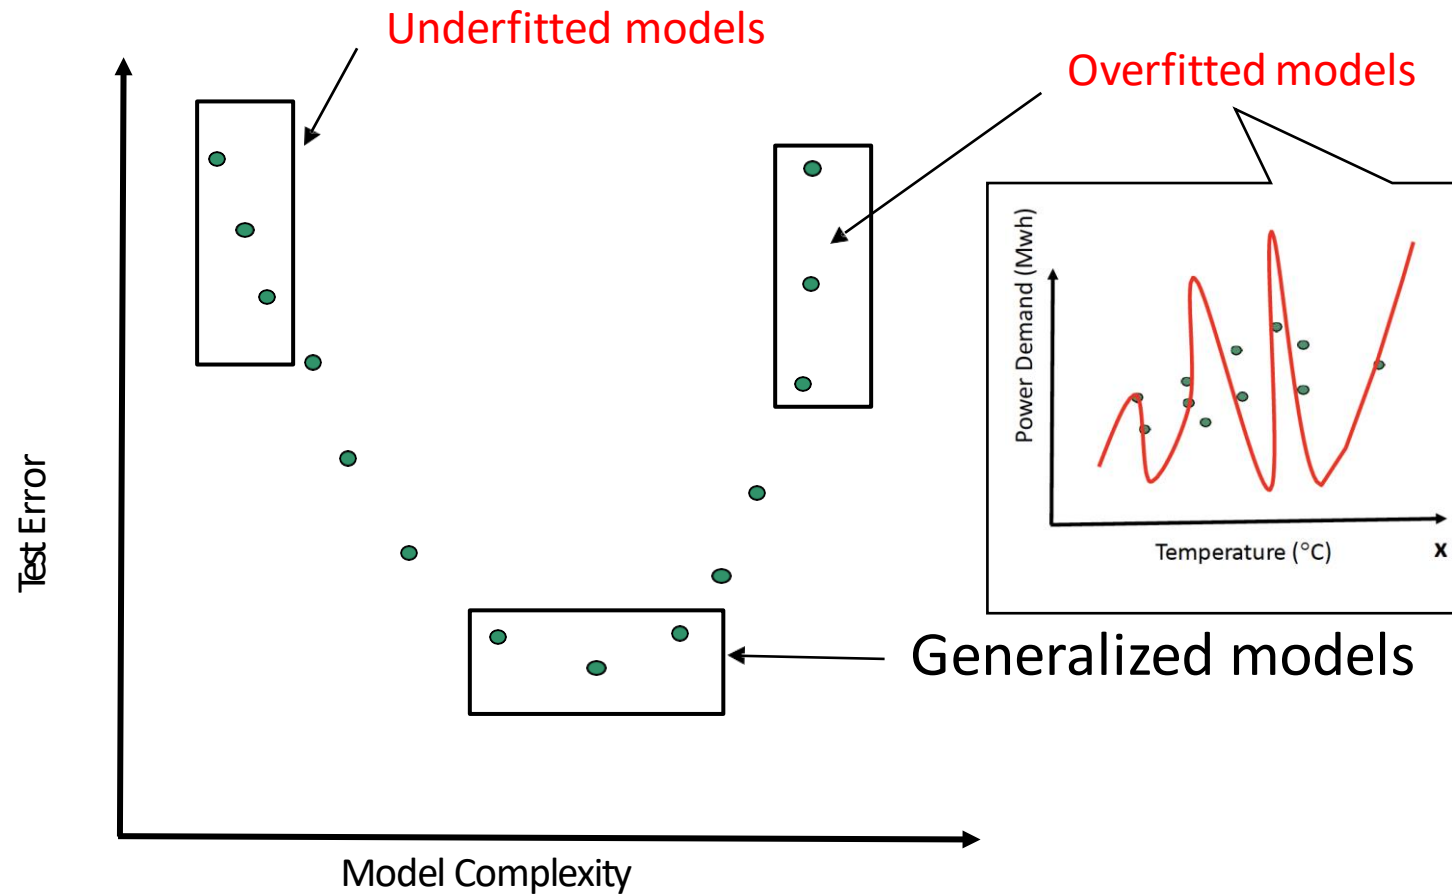 Underfitted models
Overfitted models
Power Demand (Mwh)
Temperature (°C)
x
Test Error
Generalized models
Model Complexity